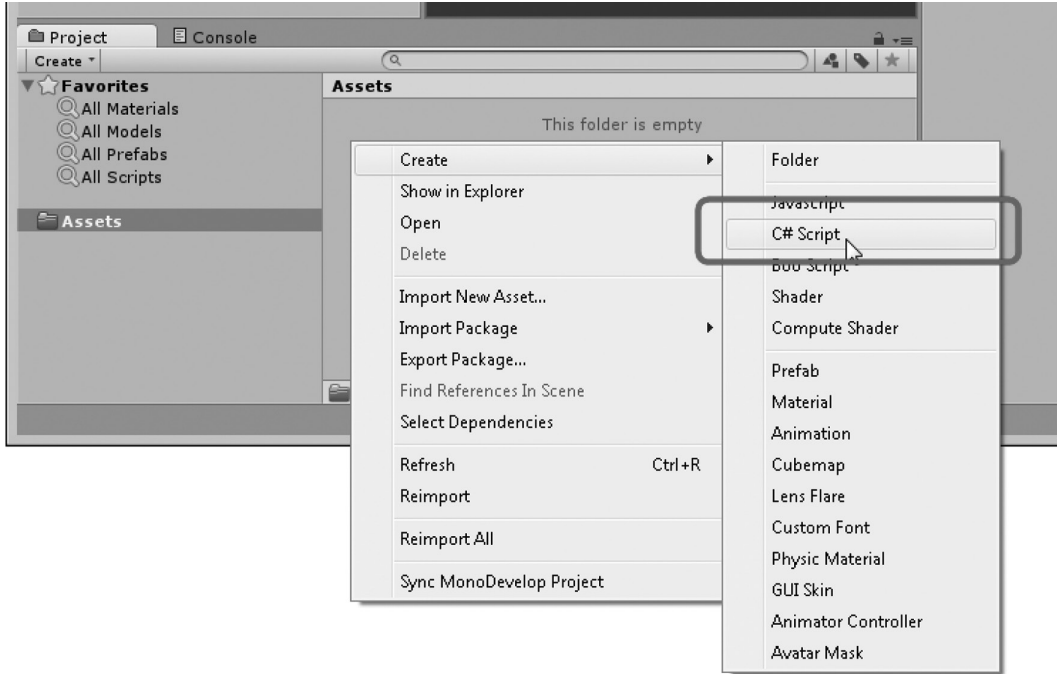 Project
Console
Create
Favorites
All Materials
All Models
All Prefabs
All Scripts
Assets
Assets
This folder is empty
Create
Show in Explorer
Open
Delete
Import New Asset...
Import Package
Export Package...
Find References In Scene
Select Dependencies
Refresh Ctrl+R
Reimport
Reimport All
Sync MonoDevelop Project
Folder
Javascript
C# Script
Boo Script
Shader
Compute Shader
Prefab
Material
Animation
Cubemap
Lens Flare
Custom Font
Physic Material
GUI Skin
Animator Controller
Avatar Mask